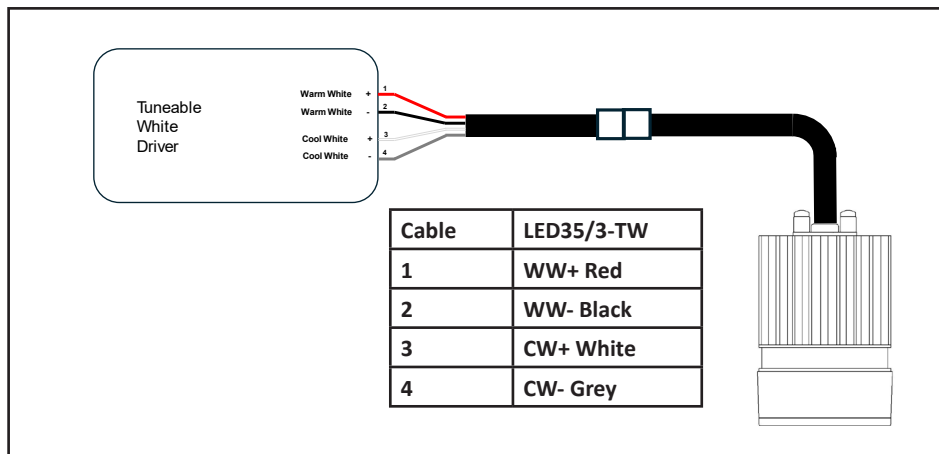 Tuneable
White
Driver
Warm White + 1
Warm White - 2
Cool White + 3
Cool White - 4
Cable LED35/3-TW
1 WW+ Red
2 WW- Black
3 CW+ White
4 CW- Grey